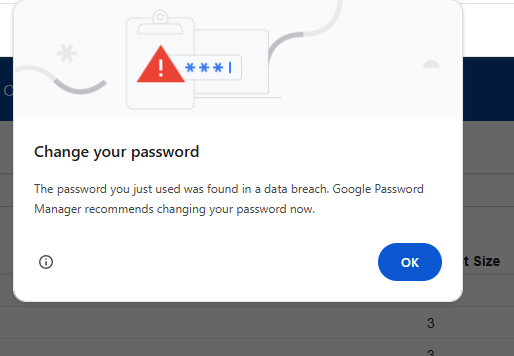 ***|
Change your password
The password you just used was found in a data breach. Google Password
Manager recommends changing your password now.
OK
t Size
3
3